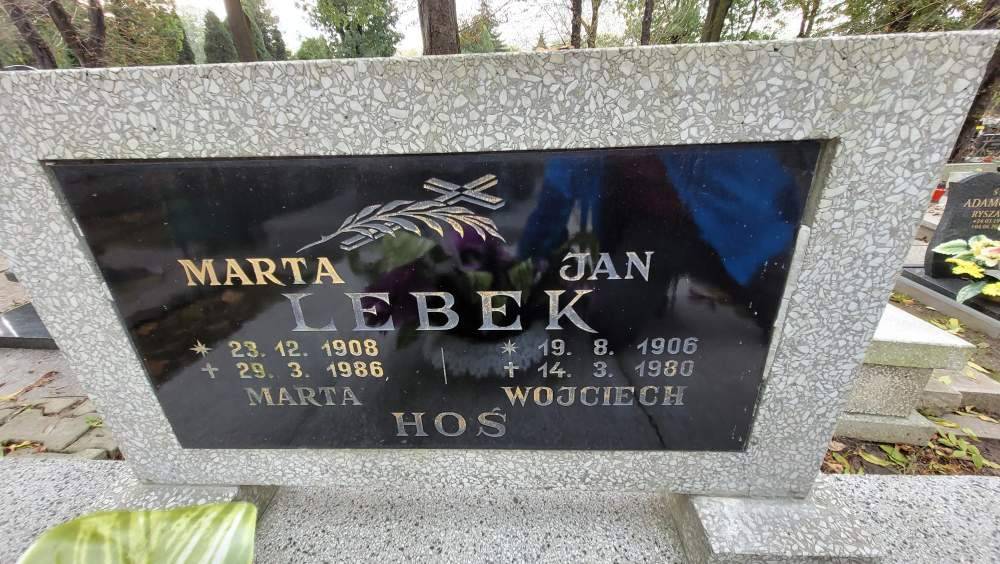 MARTA JAN
LEBEK
* 23. 12. 1908 * 19. 8. 1906
+ 29. 3. 1986 + 14. 3. 1980
MARTA WOJCIECH
HOŚ